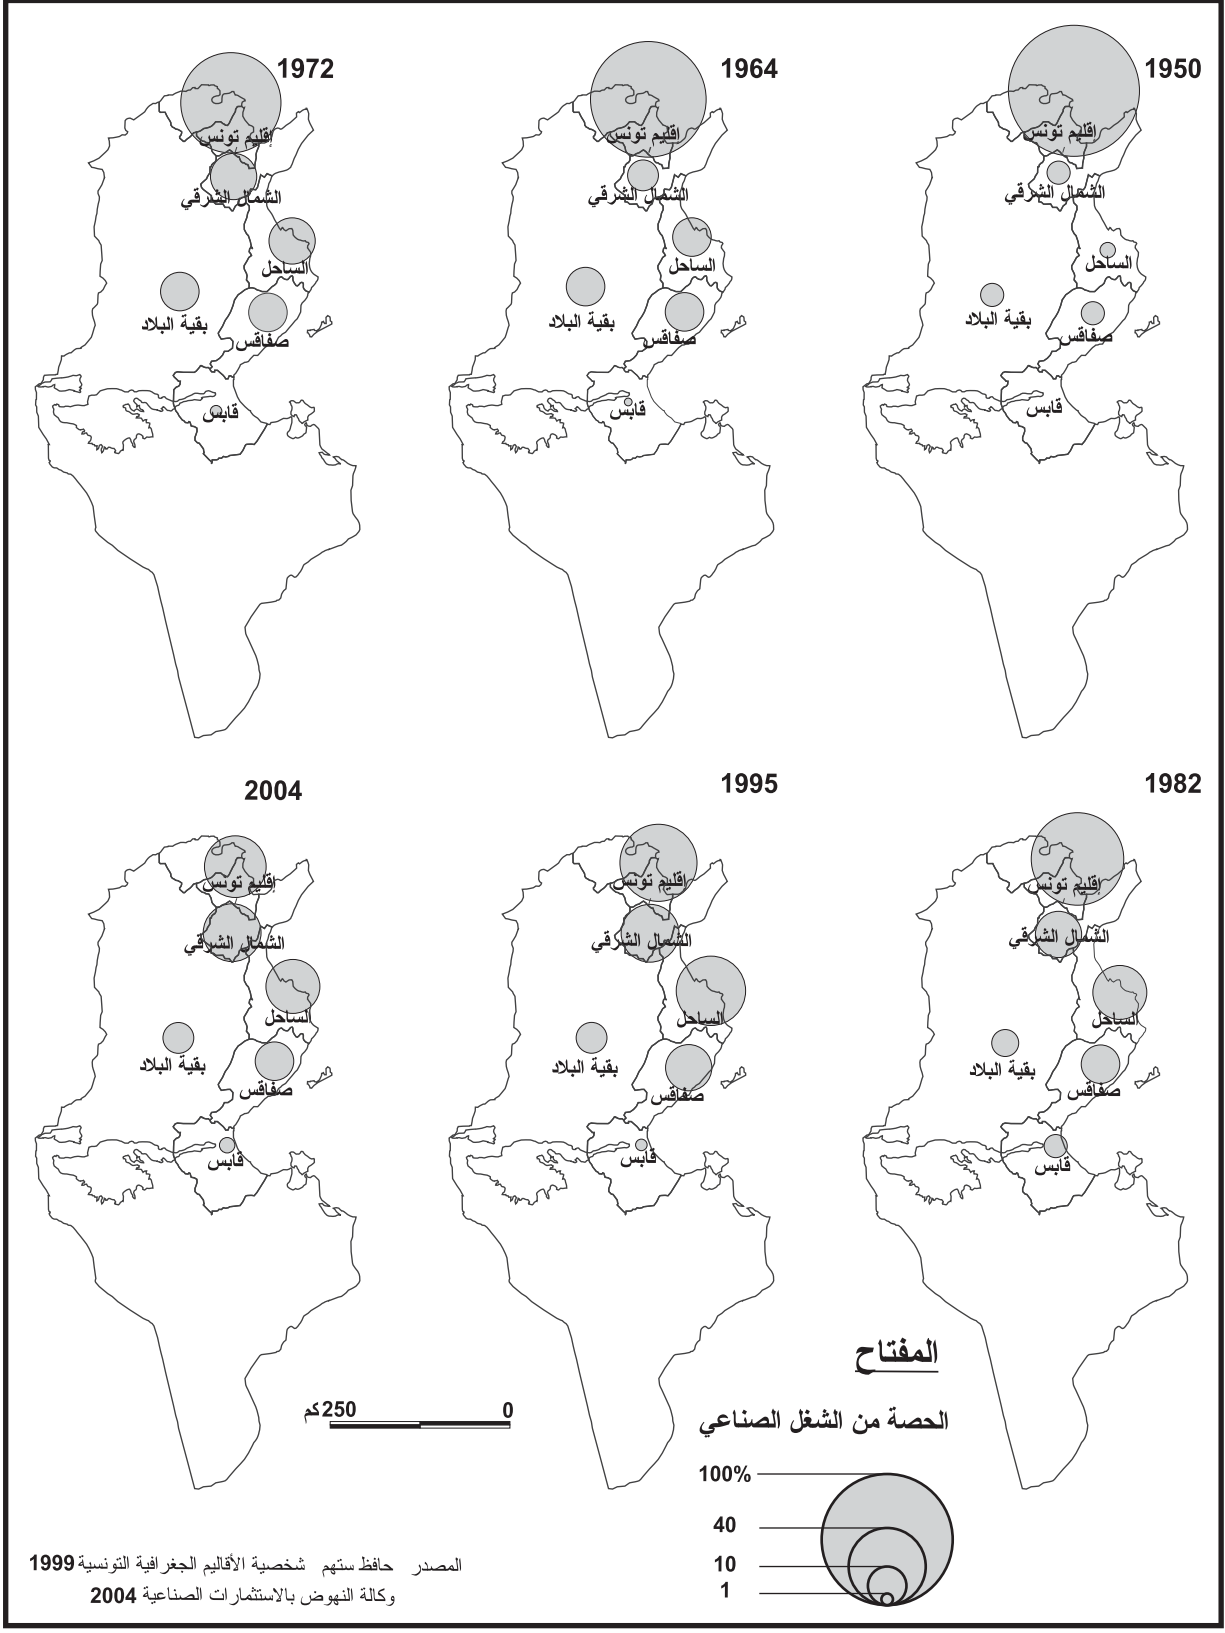 1950
إقليم تونس
الشمال الشرقي
الساحل
بقية البلاد
صفاقس
قابس
1964
إقليم تونس
الشمال الشرقي
الساحل
بقية البلاد
صفاقس
قابس
1972
إقليم تونس
الشمال الشرقي
الساحل
بقية البلاد
صفاقس
قابس
1982
إقليم تونس
الشمال الشرقي
الساحل
بقية البلاد
صفاقس
قابس
1995
إقليم تونس
الشمال الشرقي
الساحل
بقية البلاد
صفاقس
قابس
2004
إقليم تونس
الشمال الشرقي
الساحل
بقية البلاد
صفاقس
قابس
المفتاح
الحصة من الشغل الصناعي
100%
40
10
1
0 250 كم
المصدر حافظ ستهم شخصية الأقاليم الجغرافية التونسية 1999
وكالة النهوض بالاستثمارات الصناعية 2004